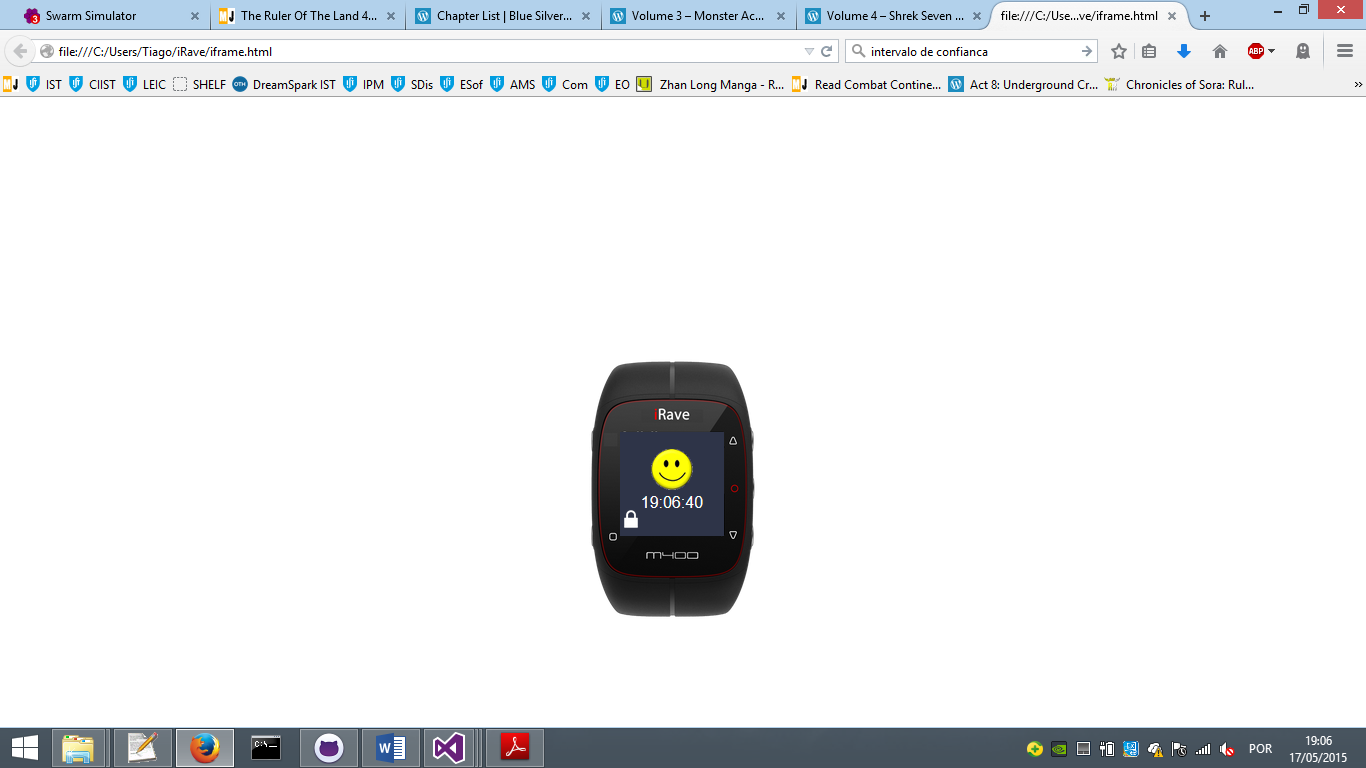 Swarm Simulator
The Ruler Of The Land 4...
Chapter List | Blue Silver...
Volume 3 – Monster Ac...
Volume 4 – Shrek Seven ...
file:///C:/Use...ve/iframe.html
file:///C:/Users/Tiago/iRave/iframe.html
intervalo de confianca
ABP
MJ
IST
CIIST
LEIC
SHELF
DreamSpark IST
IPM
SDis
ESof
AMS
Com
EO
Zhan Long Manga - R...
Read Combat Contine...
Act 8: Underground Cr...
Chronicles of Sora: Rul...
iRave
19:06:40
M400
POR
19:06
17/05/2015